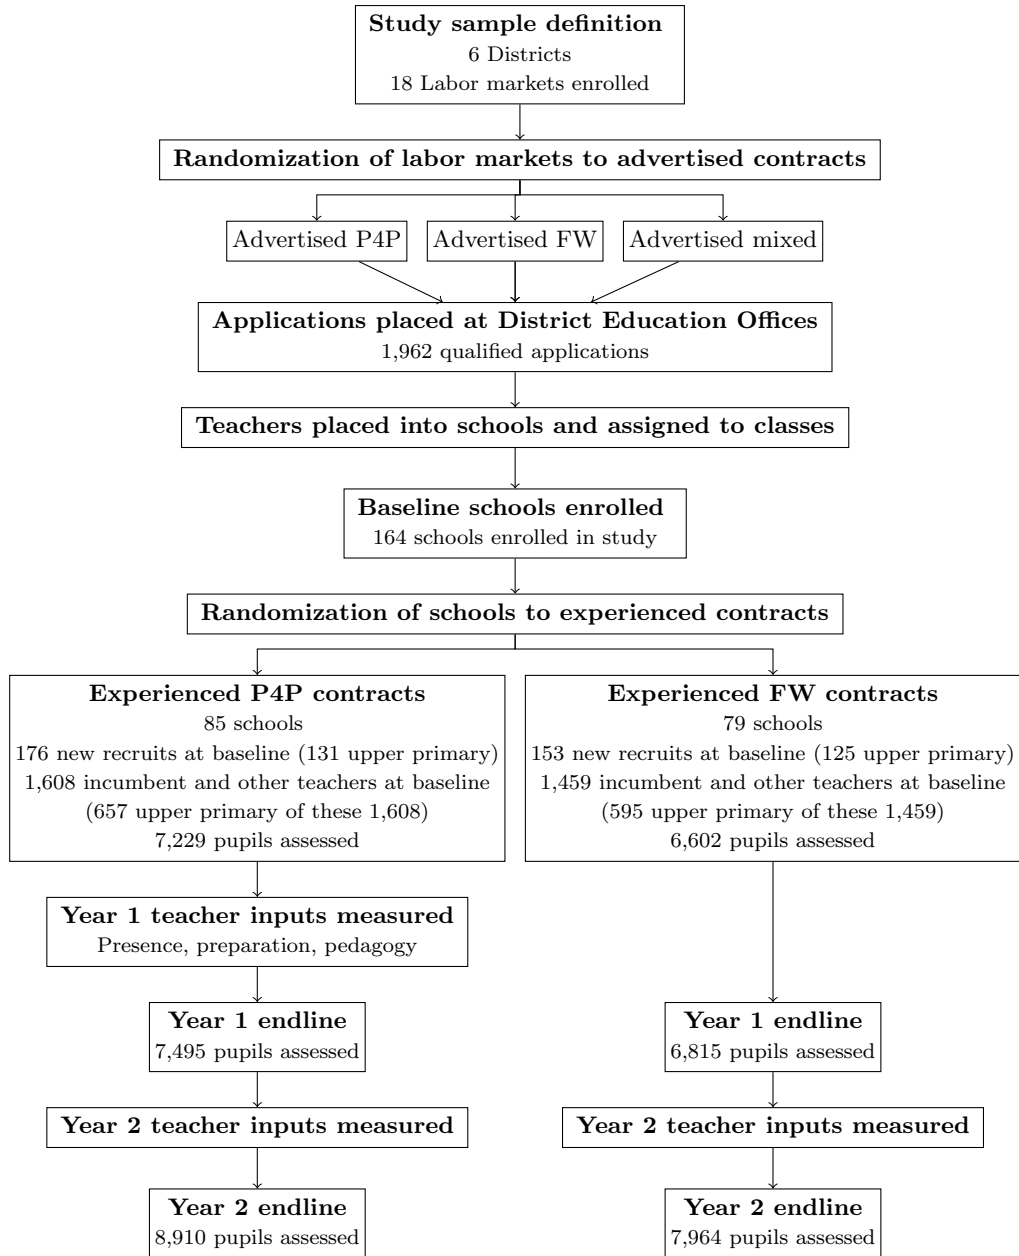 Study sample definition
6 Districts
18 Labor markets enrolled
Randomization of labor markets to advertised contracts
Advertised P4P
Advertised FW
Advertised mixed
Applications placed at District Education Offices
1,962 qualified applications
Teachers placed into schools and assigned to classes
Baseline schools enrolled
164 schools enrolled in study
Randomization of schools to experienced contracts
Experienced P4P contracts
85 schools
176 new recruits at baseline (131 upper primary)
1,608 incumbent and other teachers at baseline
(657 upper primary of these 1,608)
7,229 pupils assessed
Experienced FW contracts
79 schools
153 new recruits at baseline (125 upper primary)
1,459 incumbent and other teachers at baseline
(595 upper primary of these 1,459)
6,602 pupils assessed
Year 1 teacher inputs measured
Presence, preparation, pedagogy
Year 1 endline
7,495 pupils assessed
Year 1 endline
6,815 pupils assessed
Year 2 teacher inputs measured
Year 2 teacher inputs measured
Year 2 endline
8,910 pupils assessed
Year 2 endline
7,964 pupils assessed